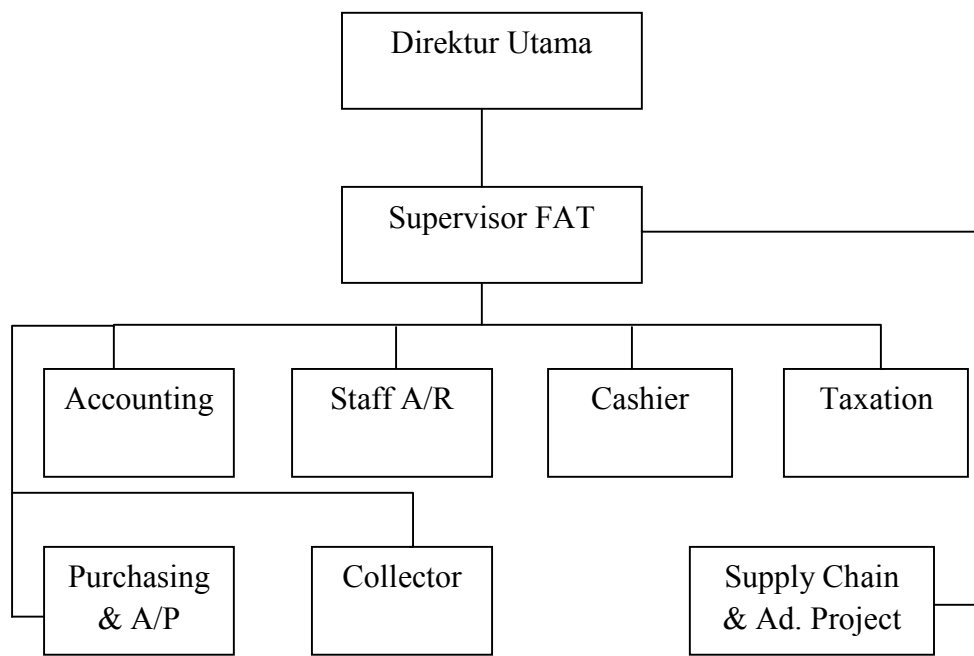 Direktur Utama
Supervisor FAT
Accounting
Staff A/R
Cashier
Taxation
Purchasing
& A/P
Collector
Supply Chain
& Ad. Project